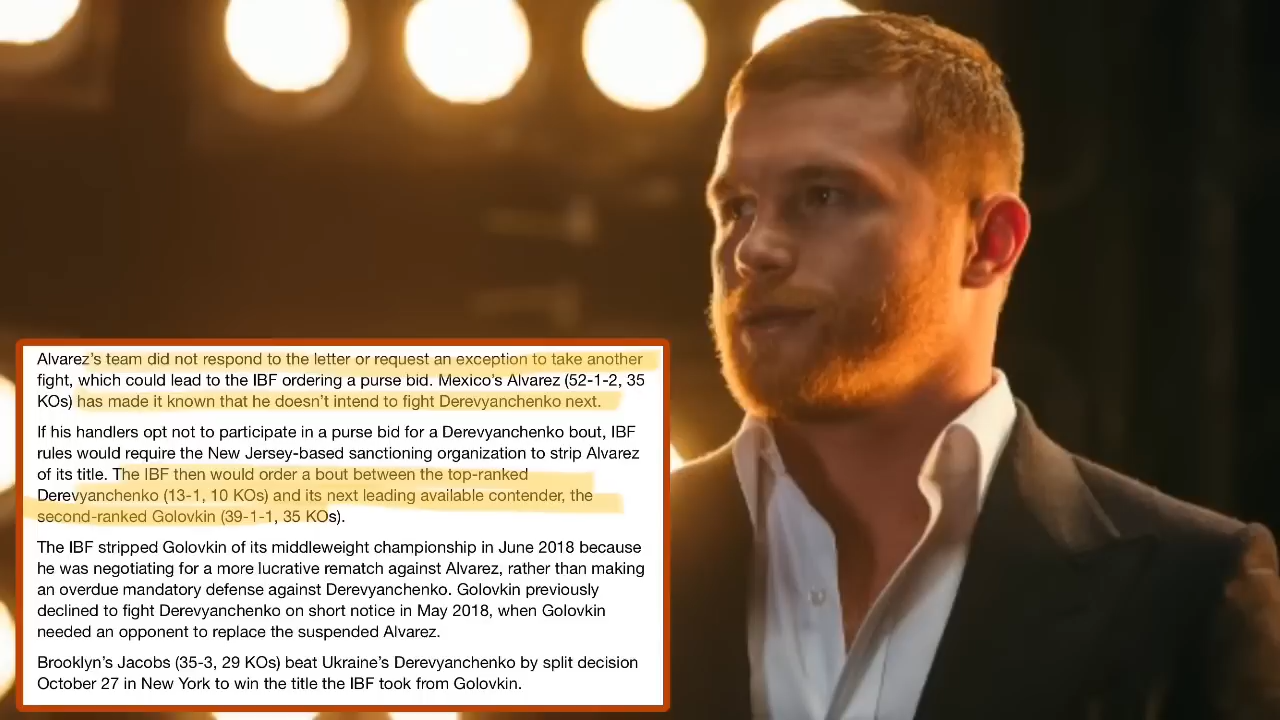 Alvarez's team did not respond to the letter or request an exception to take another
fight, which could lead to the IBF ordering a purse bid. Mexico's Alvarez (52-1-2, 35
KOs) has made it known that he doesn't intend to fight Derevyanchenko next.
If his handlers opt not to participate in a purse bid for a Derevyanchenko bout, IBF
rules would require the New Jersey-based sanctioning organization to strip Alvarez
of its title. The IBF then would order a bout between the top-ranked
Derevyanchenko (13-1, 10 KOs) and its next leading available contender, the
second-ranked Golovkin (39-1-1, 35 KOs).
The IBF stripped Golovkin of its middleweight championship in June 2018 because
he was negotiating for a more lucrative rematch against Alvarez, rather than making
an overdue mandatory defense against Derevyanchenko. Golovkin previously
declined to fight Derevyanchenko on short notice in May 2018, when Golovkin
needed an opponent to replace the suspended Alvarez.
Brooklyn's Jacobs (35-3, 29 KOs) beat Ukraine's Derevyanchenko by split decision
October 27 in New York to win the title the IBF took from Golovkin.